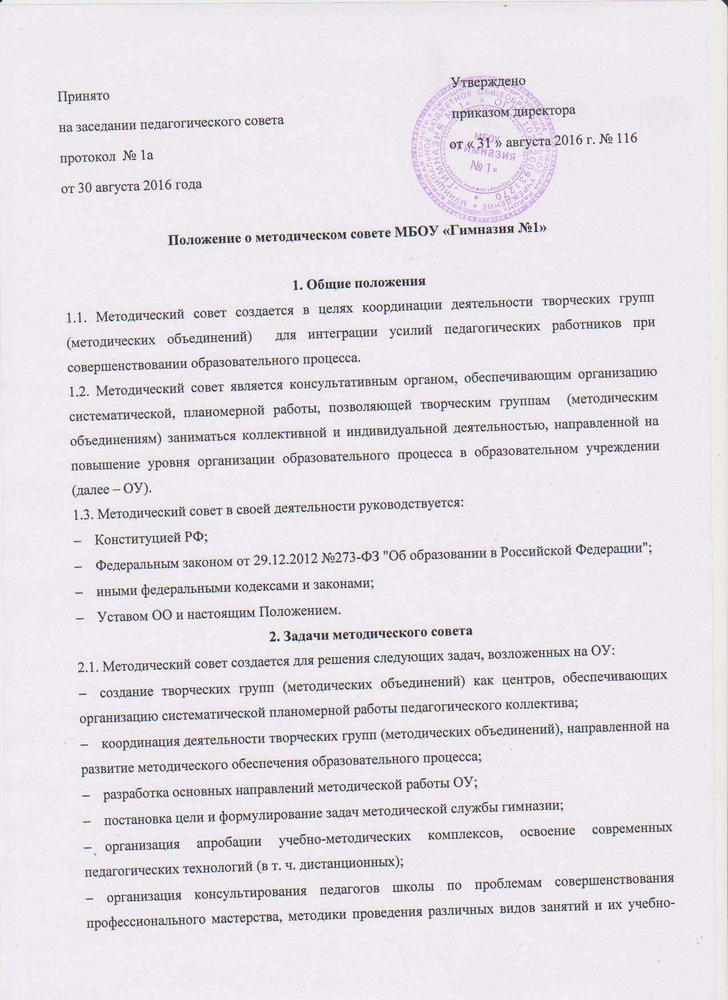 Принято
на заседании педагогического совета
протокол № 1а
от 30 августа 2016 года
Утверждено
приказом директора
от « 31 » августа 2016 г. № 116
МБОУ
«Гимназия
№ 1»
Положение о методическом совете МБОУ «Гимназия №1»
1. Общие положения
1.1. Методический совет создается в целях координации деятельности творческих групп
(методических объединений) для интеграции усилий педагогических работников при
совершенствовании образовательного процесса.
1.2. Методический совет является консультативным органом, обеспечивающим организацию
систематической, планомерной работы, позволяющей творческим группам (методическим
объединениям) заниматься коллективной и индивидуальной деятельностью, направленной на
повышение уровня организации образовательного процесса в образовательном учреждении
(далее – ОУ).
1.3. Методический совет в своей деятельности руководствуется:
– Конституцией РФ;
– Федеральным законом от 29.12.2012 №273-ФЗ "Об образовании в Российской Федерации";
– иными федеральными кодексами и законами;
– Уставом ОО и настоящим Положением.
2. Задачи методического совета
2.1. Методический совет создается для решения следующих задач, возложенных на ОУ:
– создание творческих групп (методических объединений) как центров, обеспечивающих
организацию систематической планомерной работы педагогического коллектива;
– координация деятельности творческих групп (методических объединений), направленной на
развитие методического обеспечения образовательного процесса;
– разработка основных направлений методической работы ОУ;
– постановка цели и формулирование задач методической службы гимназии;
– организация апробации учебно-методических комплексов, освоение современных
педагогических технологий (в т. ч. дистанционных);
– организация консультирования педагогов школы по проблемам совершенствования
профессионального мастерства, методики проведения различных видов занятий и их учебно-